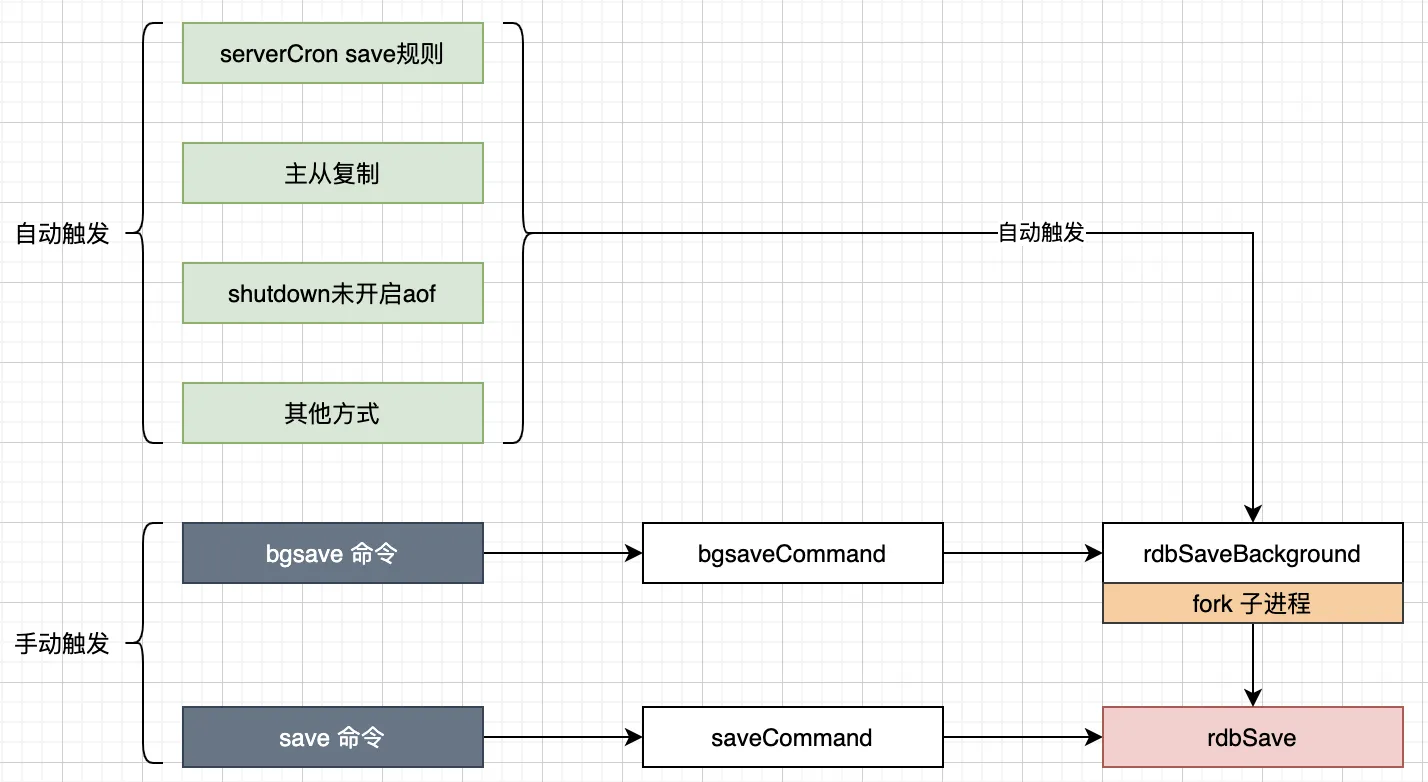 serverCron save规则
主从复制
自动触发
自动触发
shutdown未开启aof
其他方式
bgsave 命令
bgsaveCommand
rdbSaveBackground
fork 子进程
手动触发
save 命令
saveCommand
rdbSave